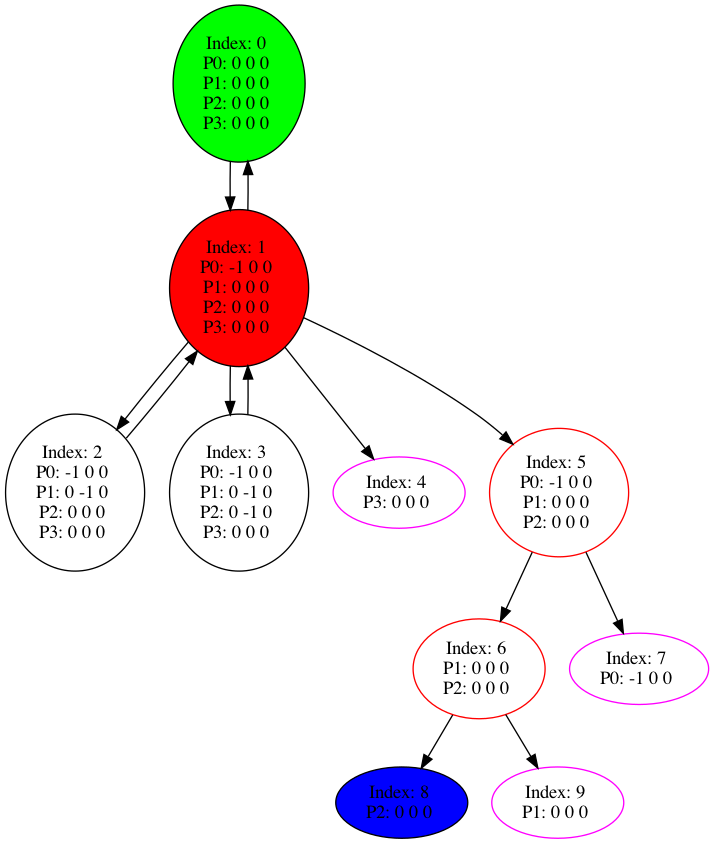 Index: 0
P0: 0 0 0
P1: 0 0 0
P2: 0 0 0
P3: 0 0 0
Index: 1
P0: -1 0 0
P1: 0 0 0
P2: 0 0 0
P3: 0 0 0
Index: 2
P0: -1 0 0
P1: 0 -1 0
P2: 0 0 0
P3: 0 0 0
Index: 3
P0: -1 0 0
P1: 0 -1 0
P2: 0 -1 0
P3: 0 0 0
Index: 4
P3: 0 0 0
Index: 5
P0: -1 0 0
P1: 0 0 0
P2: 0 0 0
Index: 6
P1: 0 0 0
P2: 0 0 0
Index: 7
P0: -1 0 0
Index: 8
P2: 0 0 0
Index: 9
P1: 0 0 0